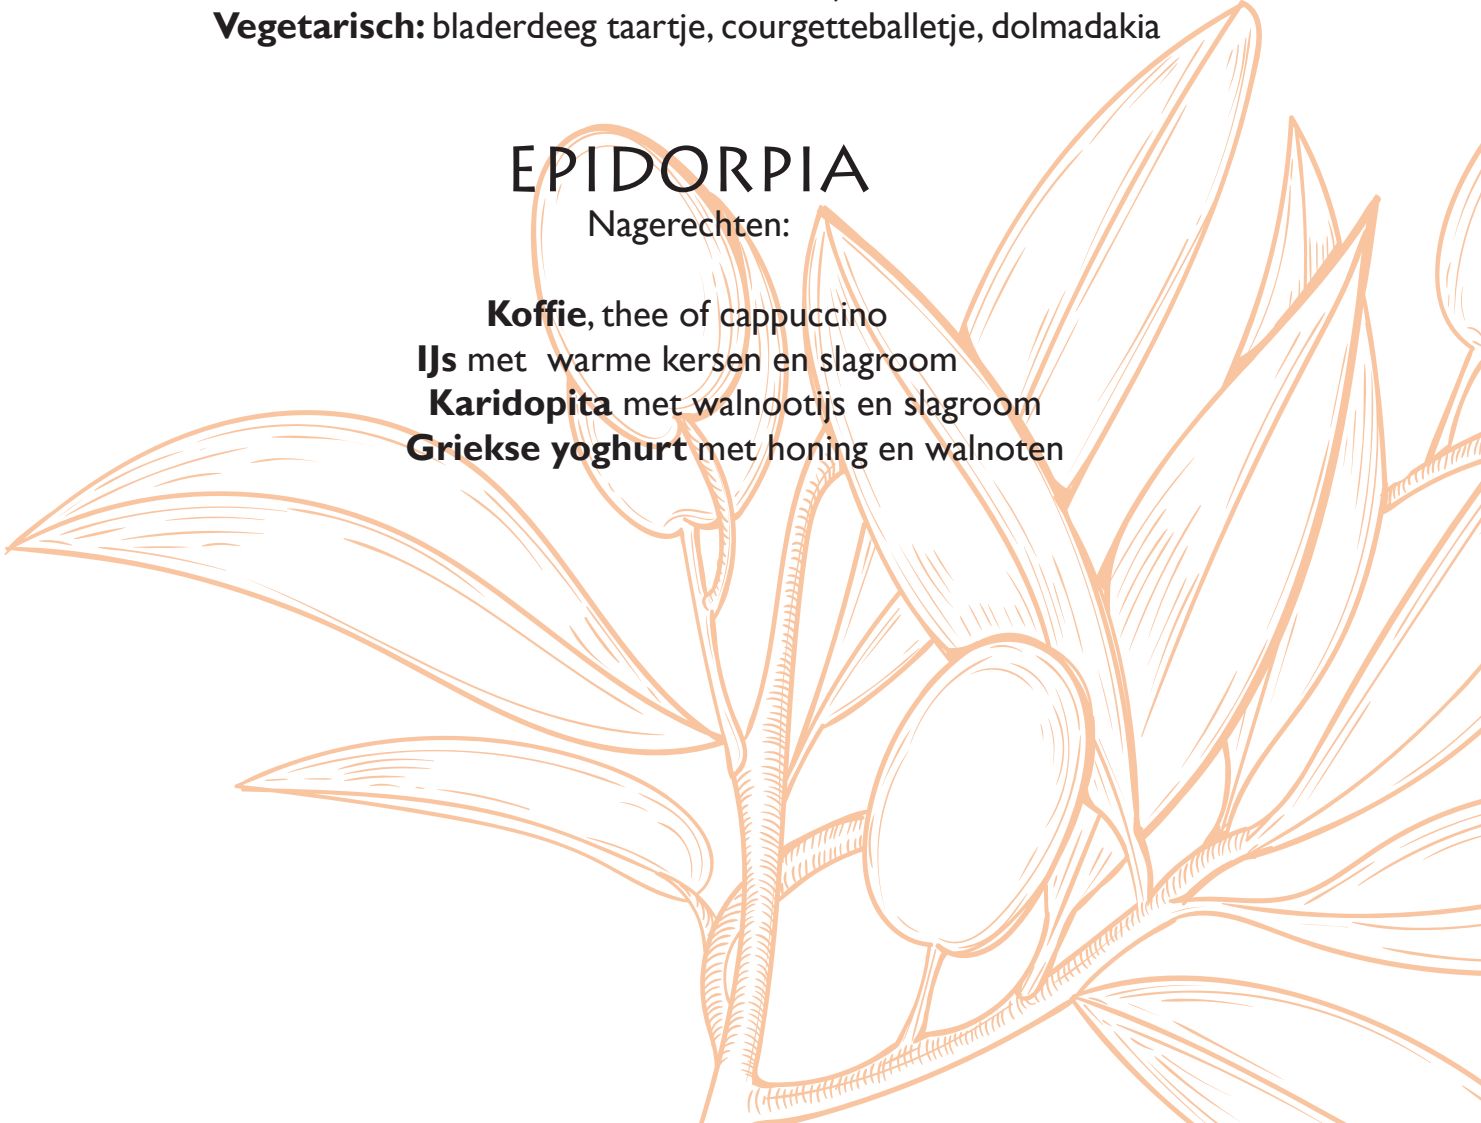 Vegetarisch: bladerdeeg taartje, courgetteballetje, dolmadakia
EPIDORPIA
Nagerechten:
Koffie, thee of cappuccino
IJs met  warme kersen en slagroom
Karidopita met walnootijs en slagroom
Griekse yoghurt met honing en walnoten